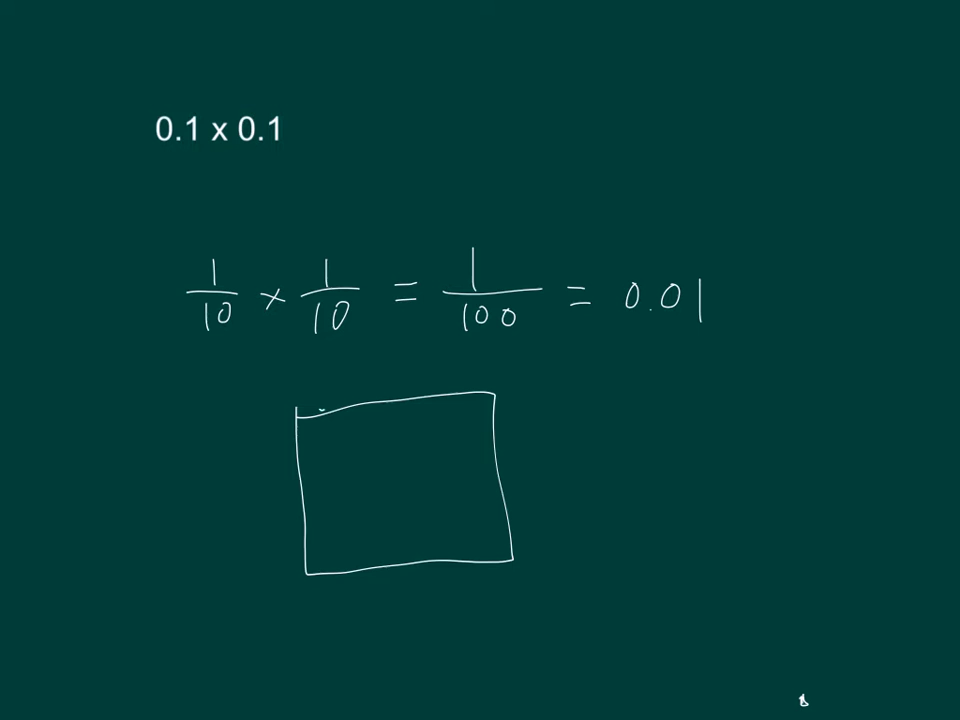 0.1 x 0.1
1/10 × 1/10 = 1/100 = 0.01